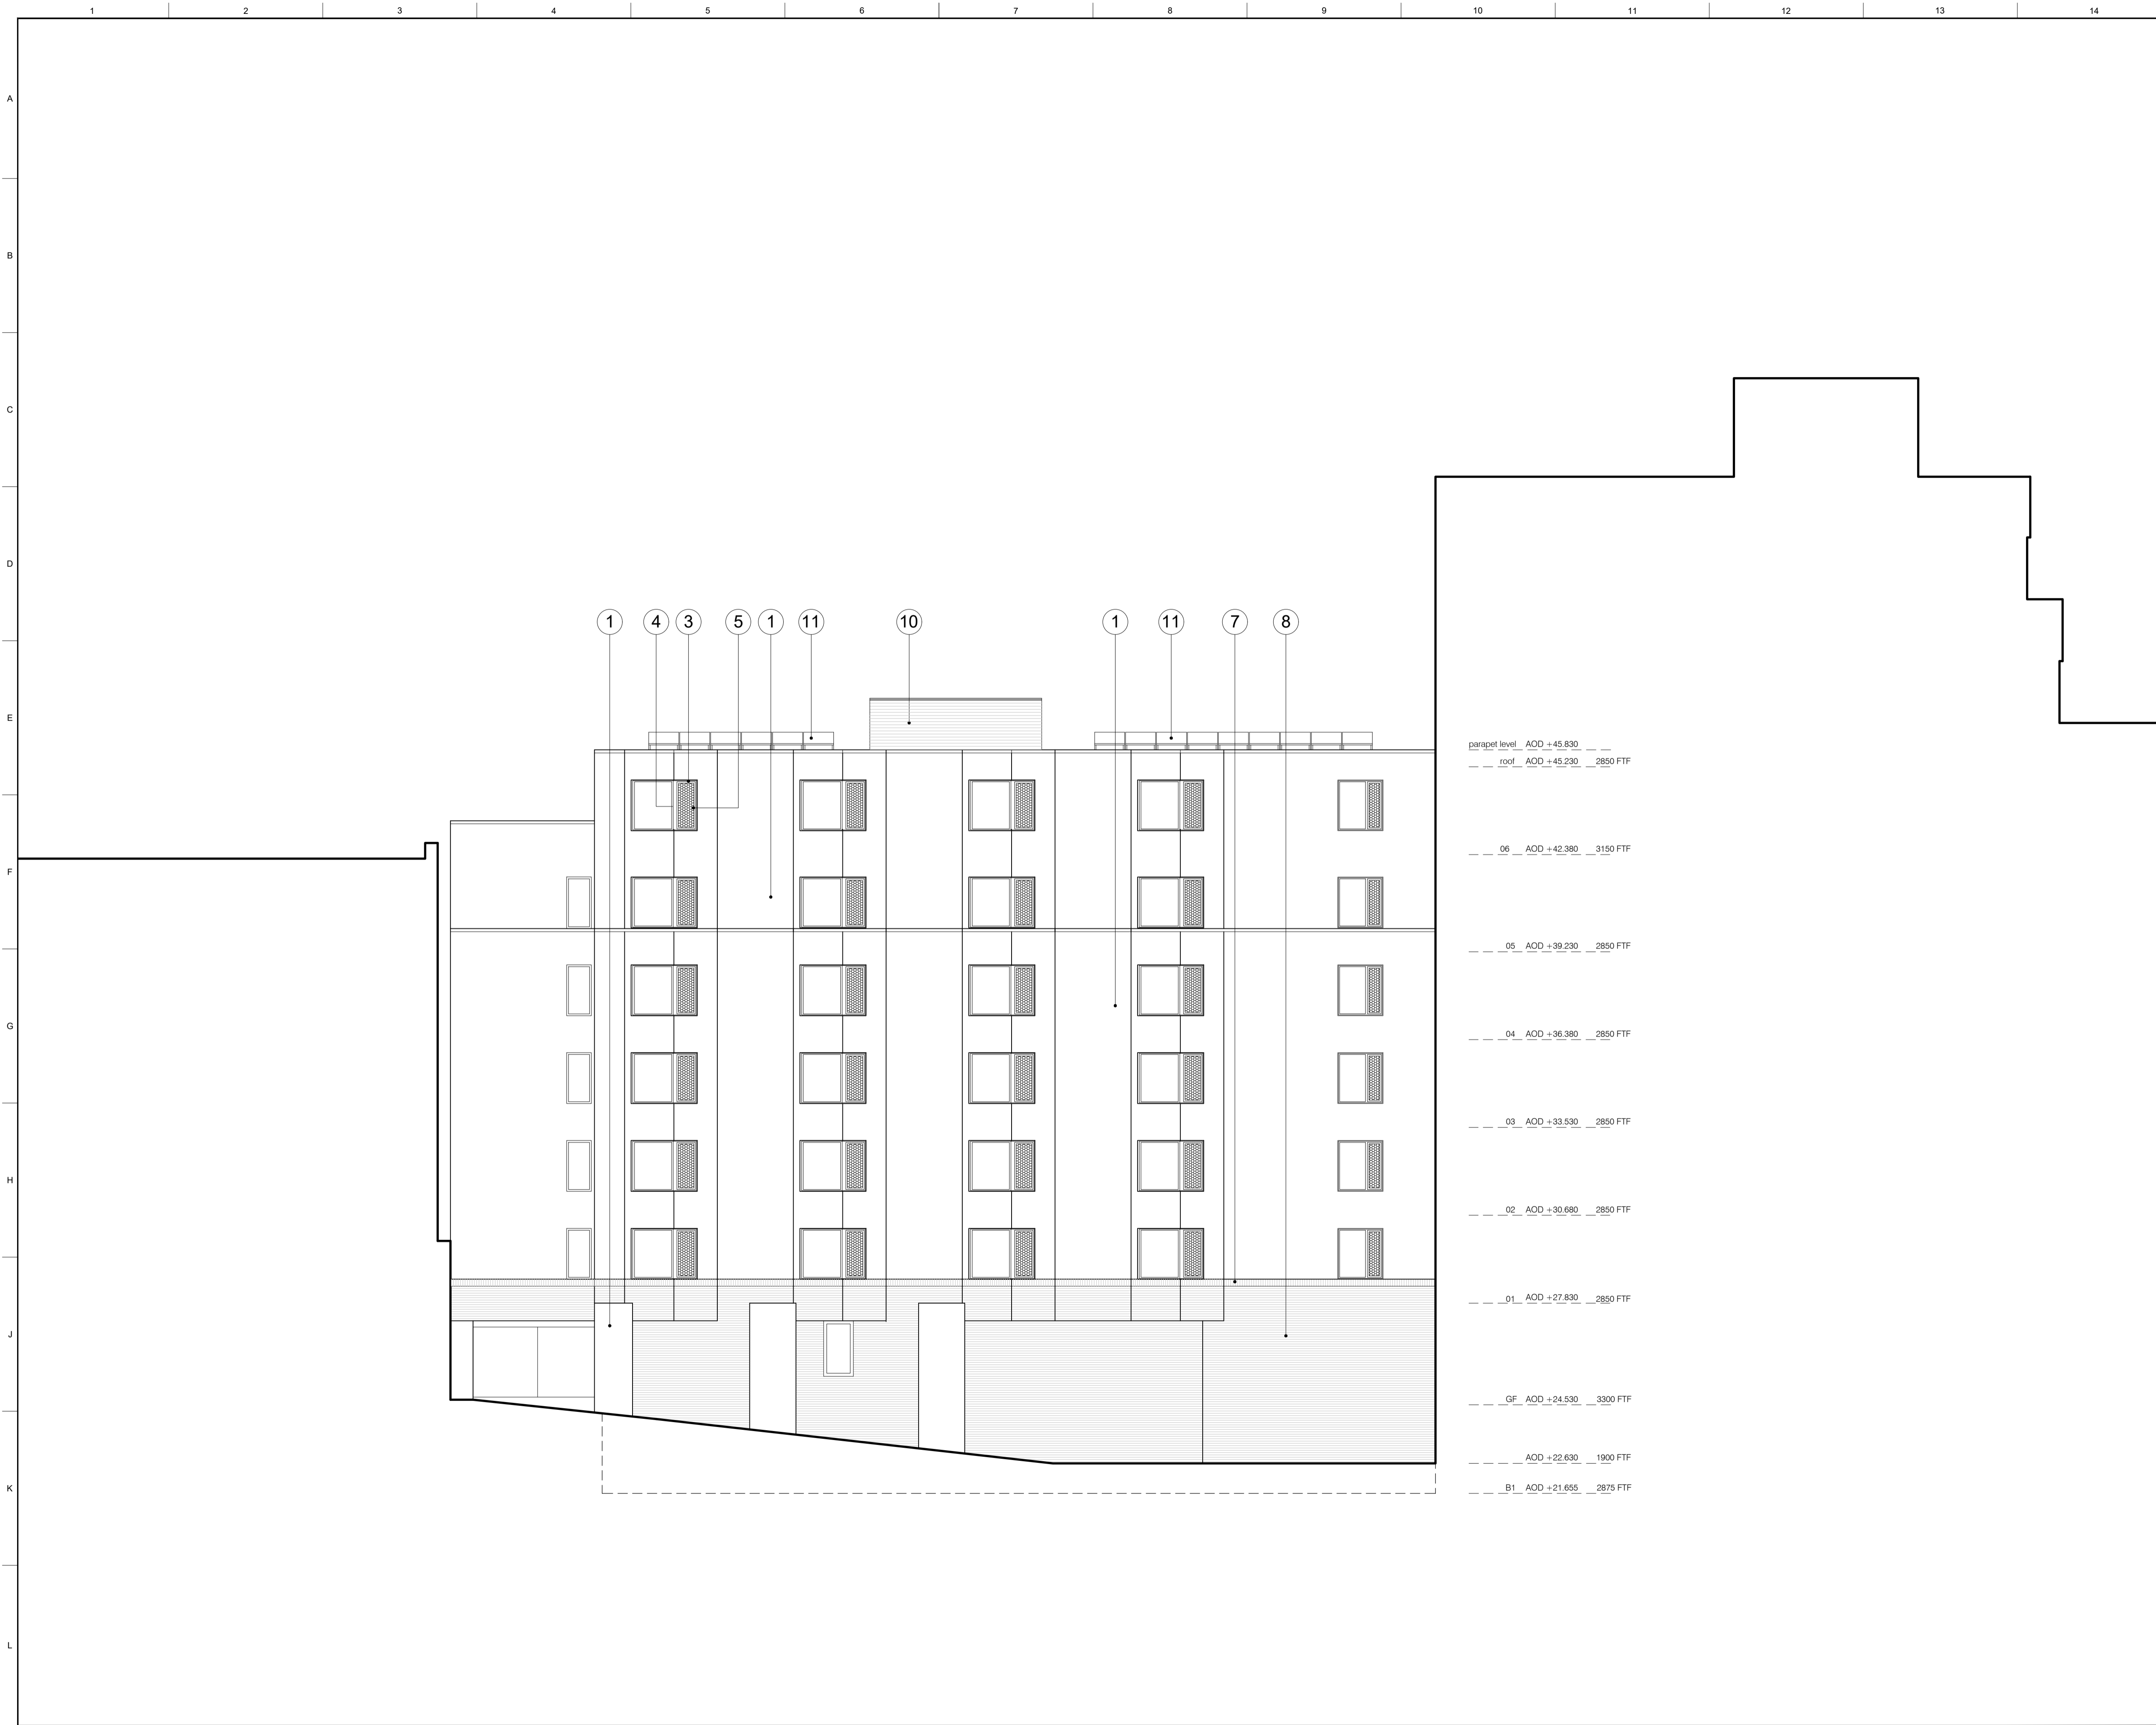 1 2 3 4 5 6 7 8 9 10 11 12 13 14
A
B
C
D
1 4 3 5 1 11 10 1 11 7 8
E
parapet level AOD +45.830
roof AOD +45.230 2850 FTF
06 AOD +42.380 3150 FTF
F
05 AOD +39.230 2850 FTF
G
04 AOD +36.380 2850 FTF
03 AOD +33.530 2850 FTF
H
02 AOD +30.680 2850 FTF
01 AOD +27.830 2850 FTF
J
GF AOD +24.530 3300 FTF
AOD +22.630 1900 FTF
K
B1 AOD +21.655 2875 FTF
L